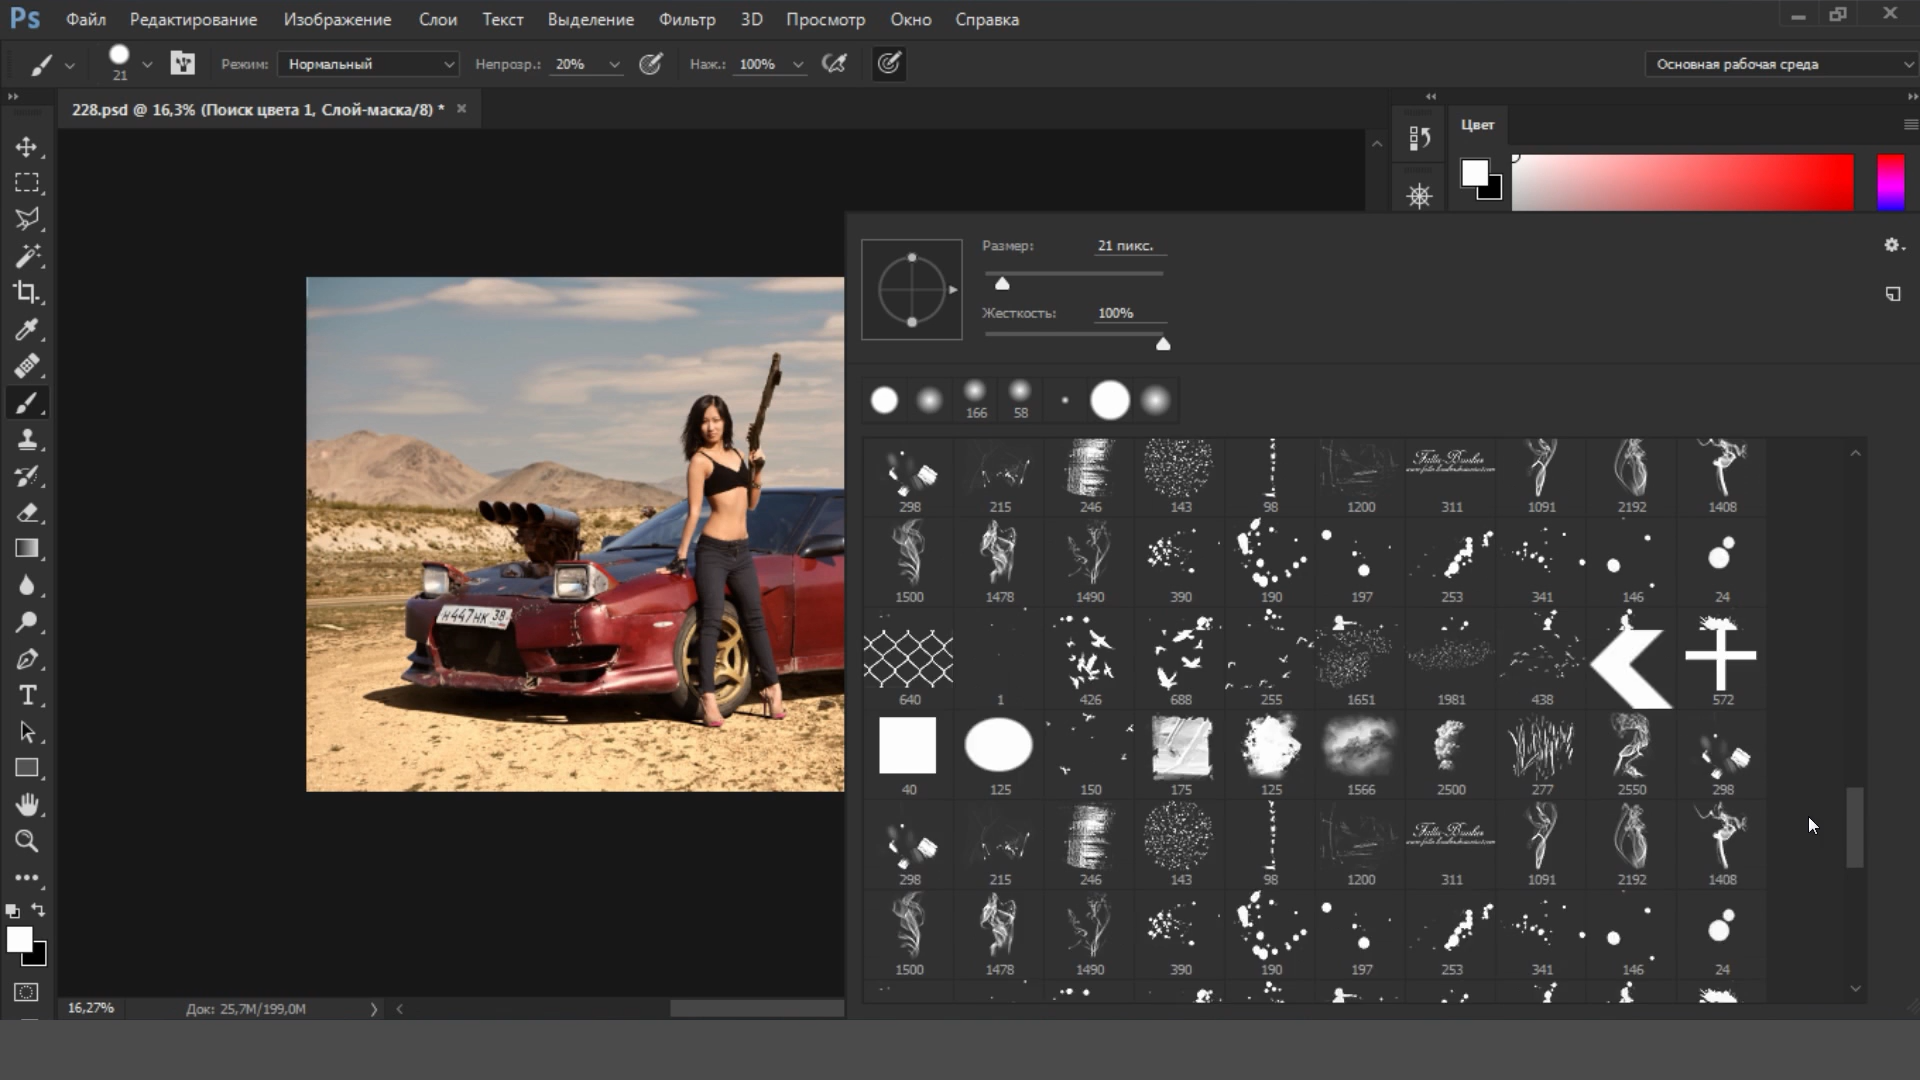 Ps Файл Редактирование Изображение Слои Текст Выделение Фильтр 3D Просмотр Окно Справка
21 Режим: Нормальный Непрозр.: 20% Наж.: 100% Основная рабочая среда
228.psd @ 16,3% (Поиск цвета 1, Слой-маска/8) *
Цвет
Размер: 21 пикс.
Жесткость: 100%
166 58
298 215 246 143 98 1200 311 1091 2192 1408
1500 1478 1490 390 190 197 253 341 146 24
640 1 426 688 255 1651 1981 438 572
40 125 150 175 125 1566 2500 277 2550 298
298 215 246 143 98 1200 311 1091 2192 1408
1500 1478 1490 390 190 197 253 341 146 24
Н447НК 38
16,27% Док: 25,7M/199,0M